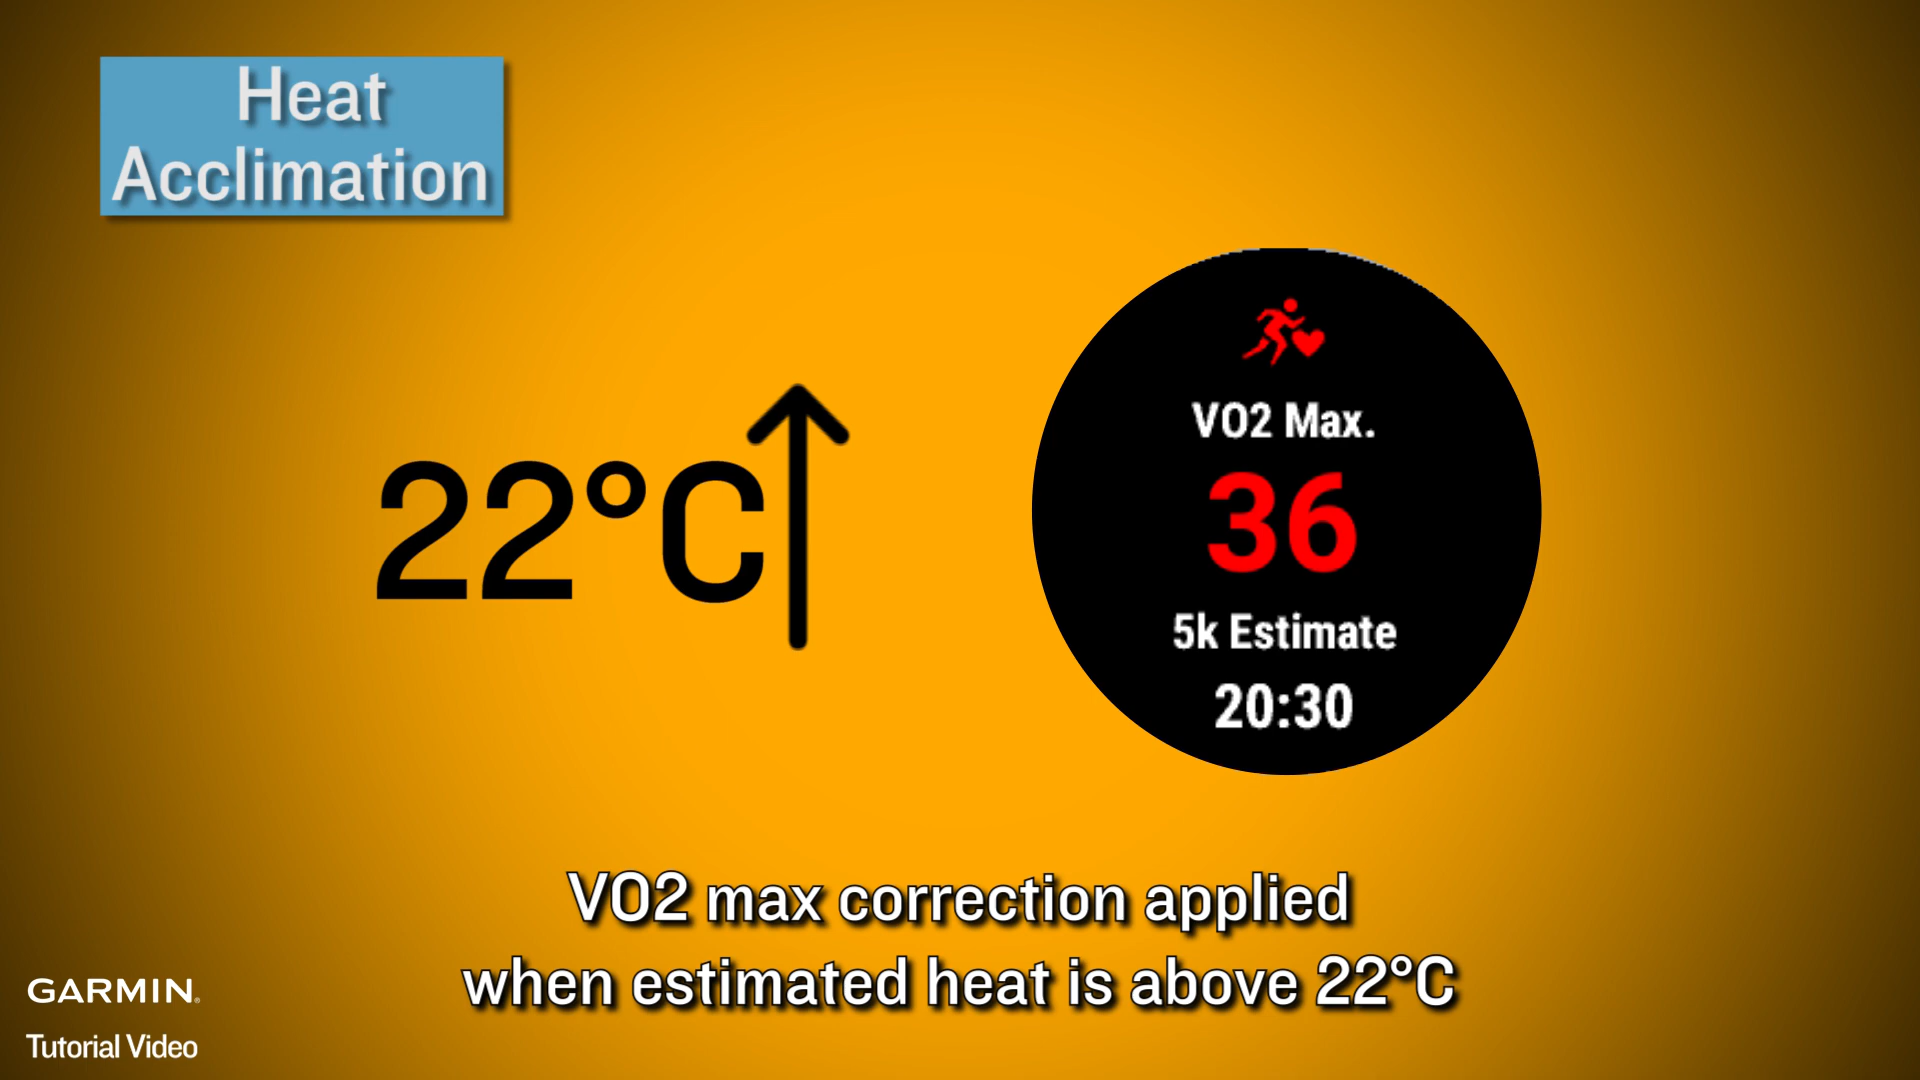 Heat
Acclimation
22°C
VO2 Max.
36
5k Estimate
20:30
VO2 max correction applied
when estimated heat is above 22°C
GARMIN®
Tutorial Video